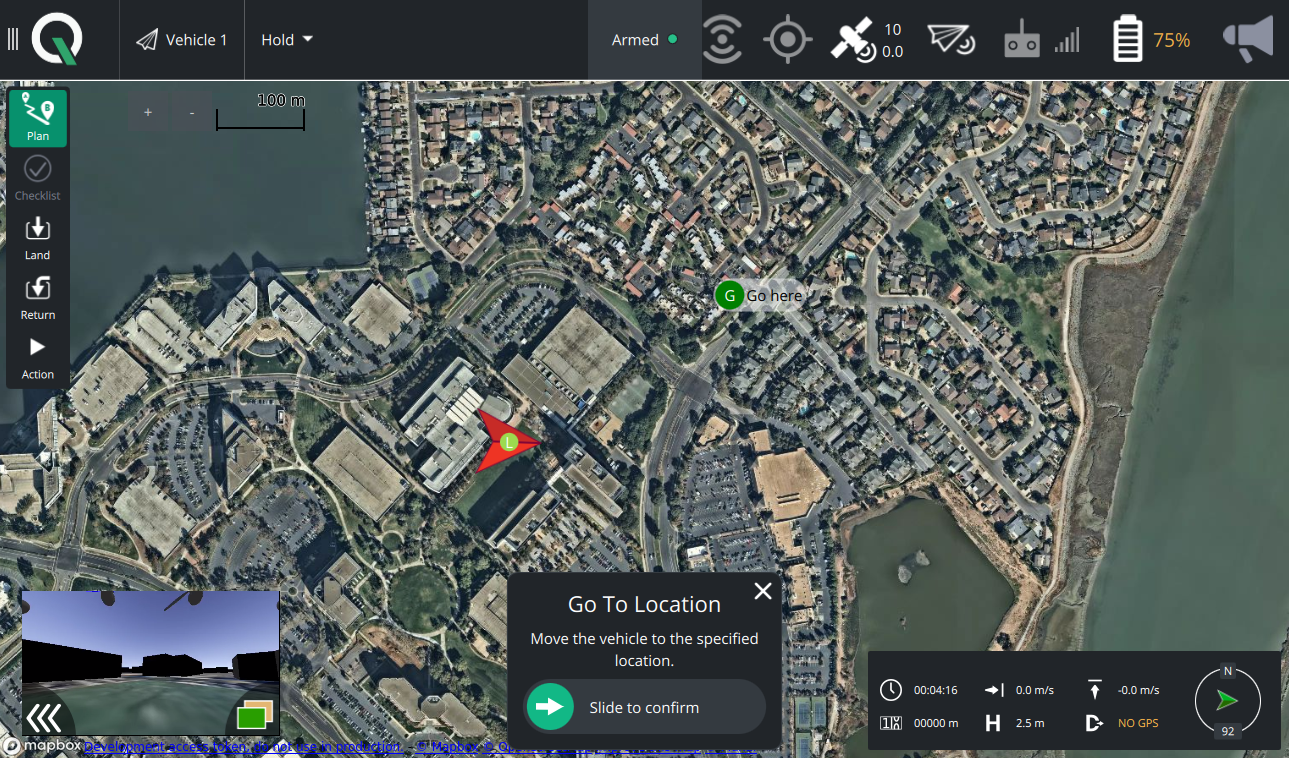 Vehicle 1
Hold
Armed
10
0.0
75%
Plan
Checklist
Land
Return
Action
+
-
100 m
G Go here
L
Go To Location
Move the vehicle to the specified
location.
Slide to confirm
00:04:16
0.0 m/s
-0.0 m/s
00000 m
H
2.5 m
NO GPS
N
92
mapbox
Development access token, do not use in production. - © Mapbox ©